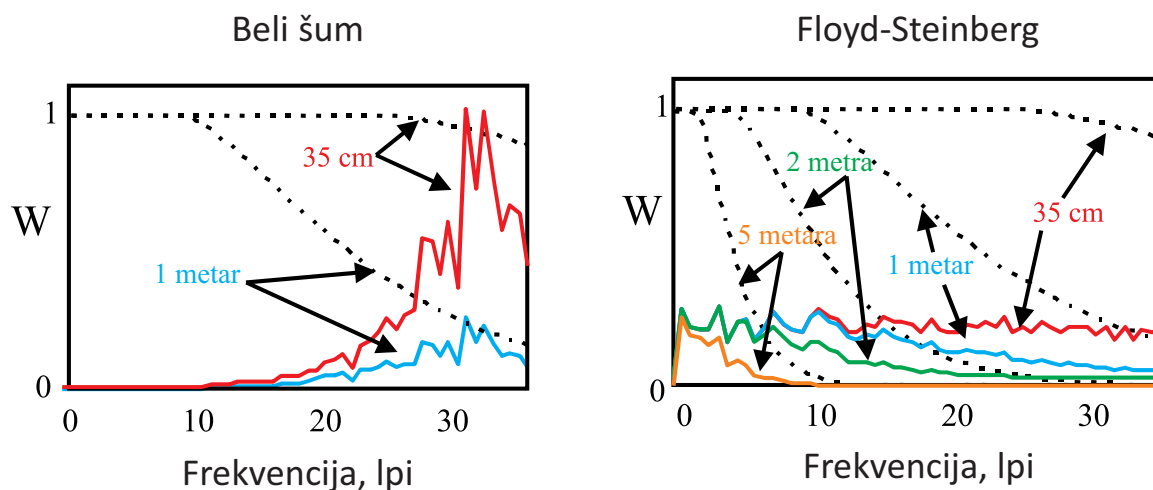 Beli šum
1
35 cm
W
1 metar
0
0 10 20 30
Frekvencija, lpi
Floyd-Steinberg
1
2 metra
W
35 cm
5 metara
1 metar
0
0 10 20 30
Frekvencija, lpi